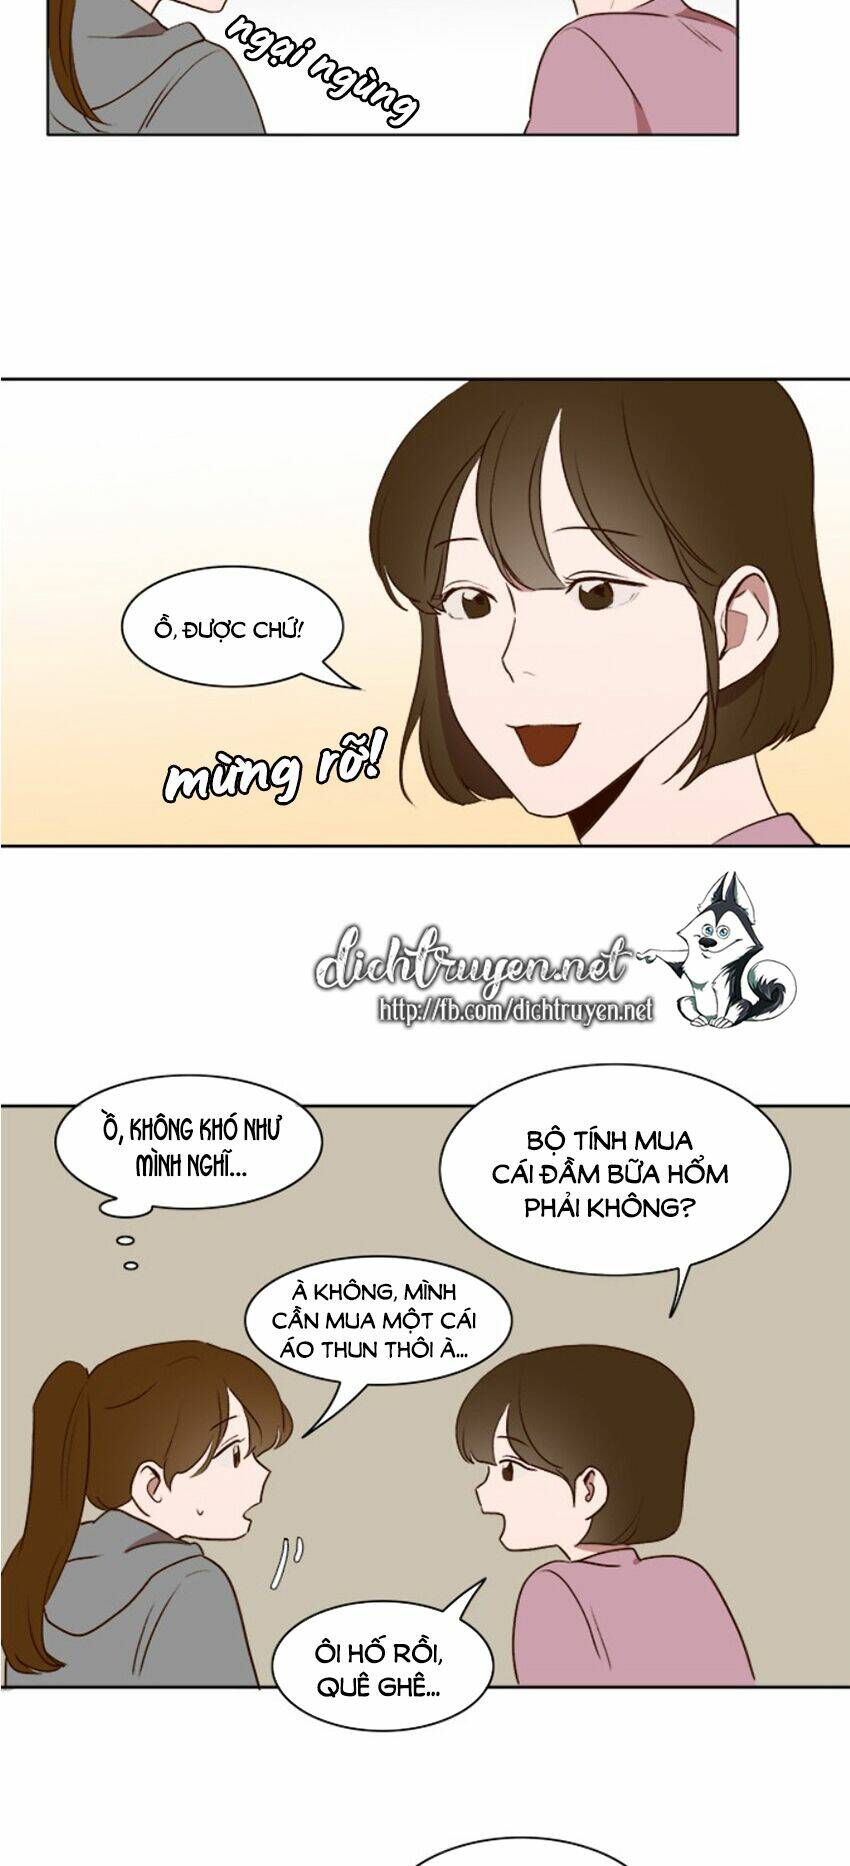 ngại ngùng
Ồ, ĐƯỢC CHỨ!
mừng rỡ!
dichtruyen.net
http://fb.com/dichtruyen.net
Ồ, KHÔNG KHÓ NHƯ
MÌNH NGHĨ...
BỘ TÍNH MUA
CÁI ĐẦM BỮA HỔM
PHẢI KHÔNG?
À KHÔNG, MÌNH
CẦN MUA MỘT CÁI
ÁO THUN THÔI À...
ÔI HỐ RỒI,
QUÊ GHÊ...